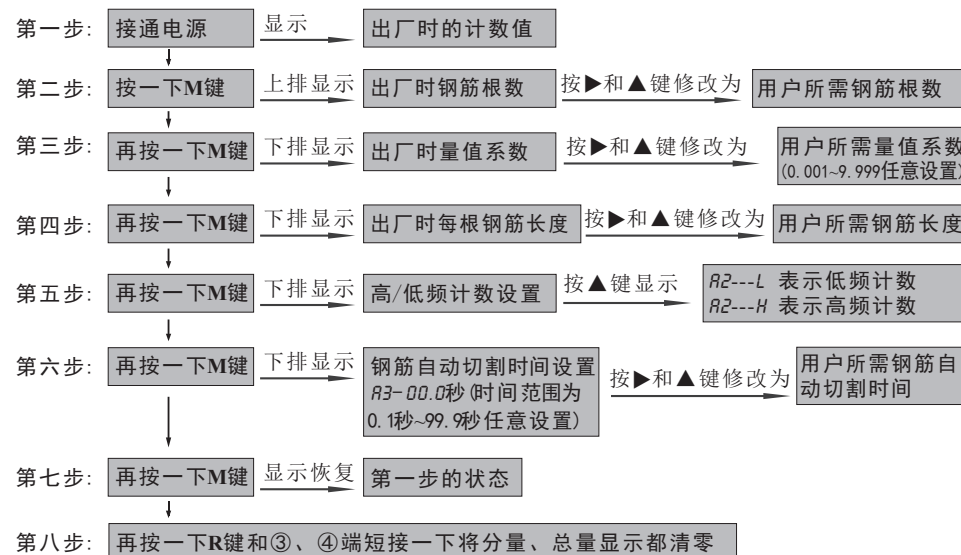 第一步: 接通电源 显示 出厂时的计数值
第二步: 按一下M键 上排显示 出厂时钢筋根数 按▶和▲键修改为 用户所需钢筋根数
第三步: 再按一下M键 下排显示 出厂时量值系数 按▶和▲键修改为 用户所需量值系数
(0.001~9.999任意设置)
第四步: 再按一下M键 下排显示 出厂时每根钢筋长度 按▶和▲键修改为 用户所需钢筋长度
第五步: 再按一下M键 下排显示 高/低频计数设置 按▲键显示 A2---L 表示低频计数
A2---H 表示高频计数
第六步: 再按一下M键 下排显示 钢筋自动切割时间设置
A3-00.0秒(时间范围为
0.1秒~99.9秒任意设置)
按▶和▲键修改为 用户所需钢筋自
动切割时间
第七步: 再按一下M键 显示恢复 第一步的状态
第八步: 再按一下R键和③、④端短接一下将分量、总量显示都清零